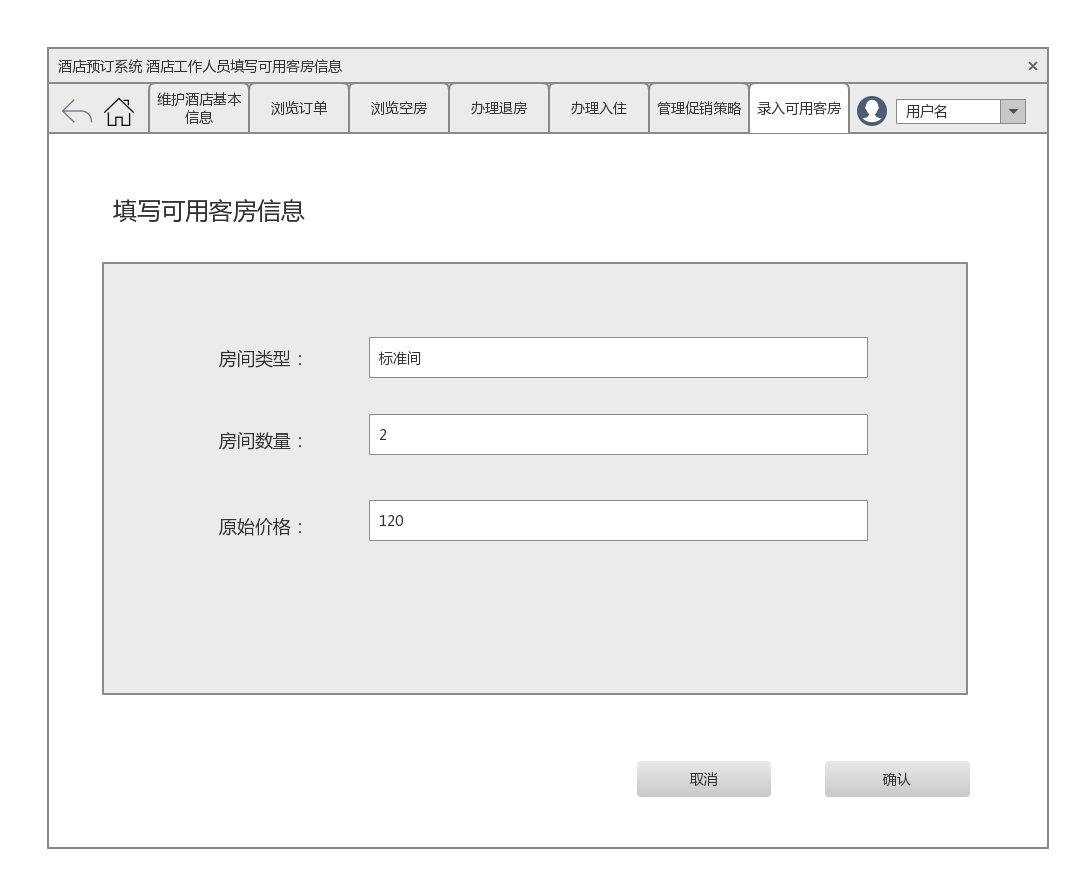 酒店预订系统 酒店工作人员填写可用客房信息
×
维护酒店基本
信息
浏览订单
浏览空房
办理退房
办理入住
管理促销策略
录入可用客房
用户名
填写可用客房信息
房间类型：
标准间
房间数量：
2
原始价格：
120
取消
确认